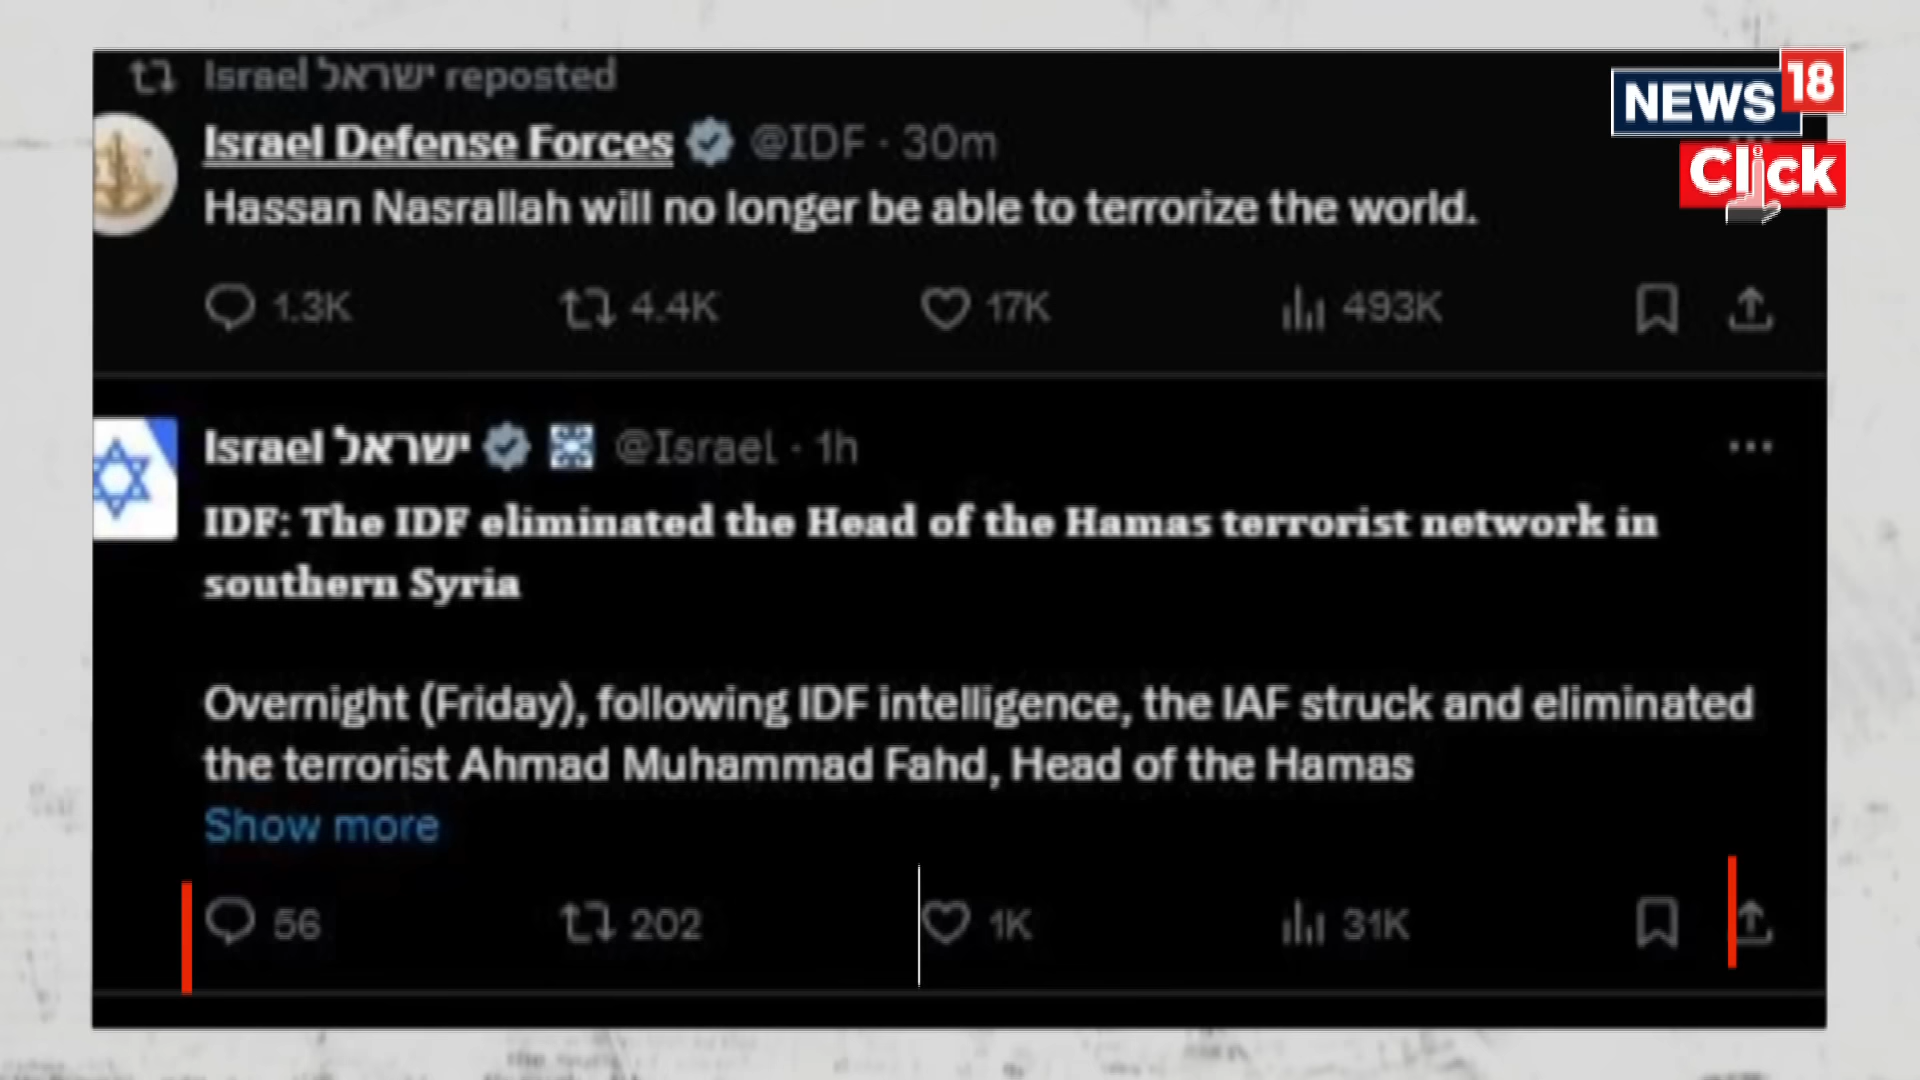 Israel ישראל reposted
Israel Defense Forces @IDF · 30m
Hassan Nasrallah will no longer be able to terrorize the world.
1.3K 4.4K 17K 493K
Israel ישראל @Israel · 1h
IDF: The IDF eliminated the Head of the Hamas terrorist network in
southern Syria
Overnight (Friday), following IDF intelligence, the IAF struck and eliminated
the terrorist Ahmad Muhammad Fahd, Head of the Hamas
Show more
56 202 1K 31K
NEWS 18
Click